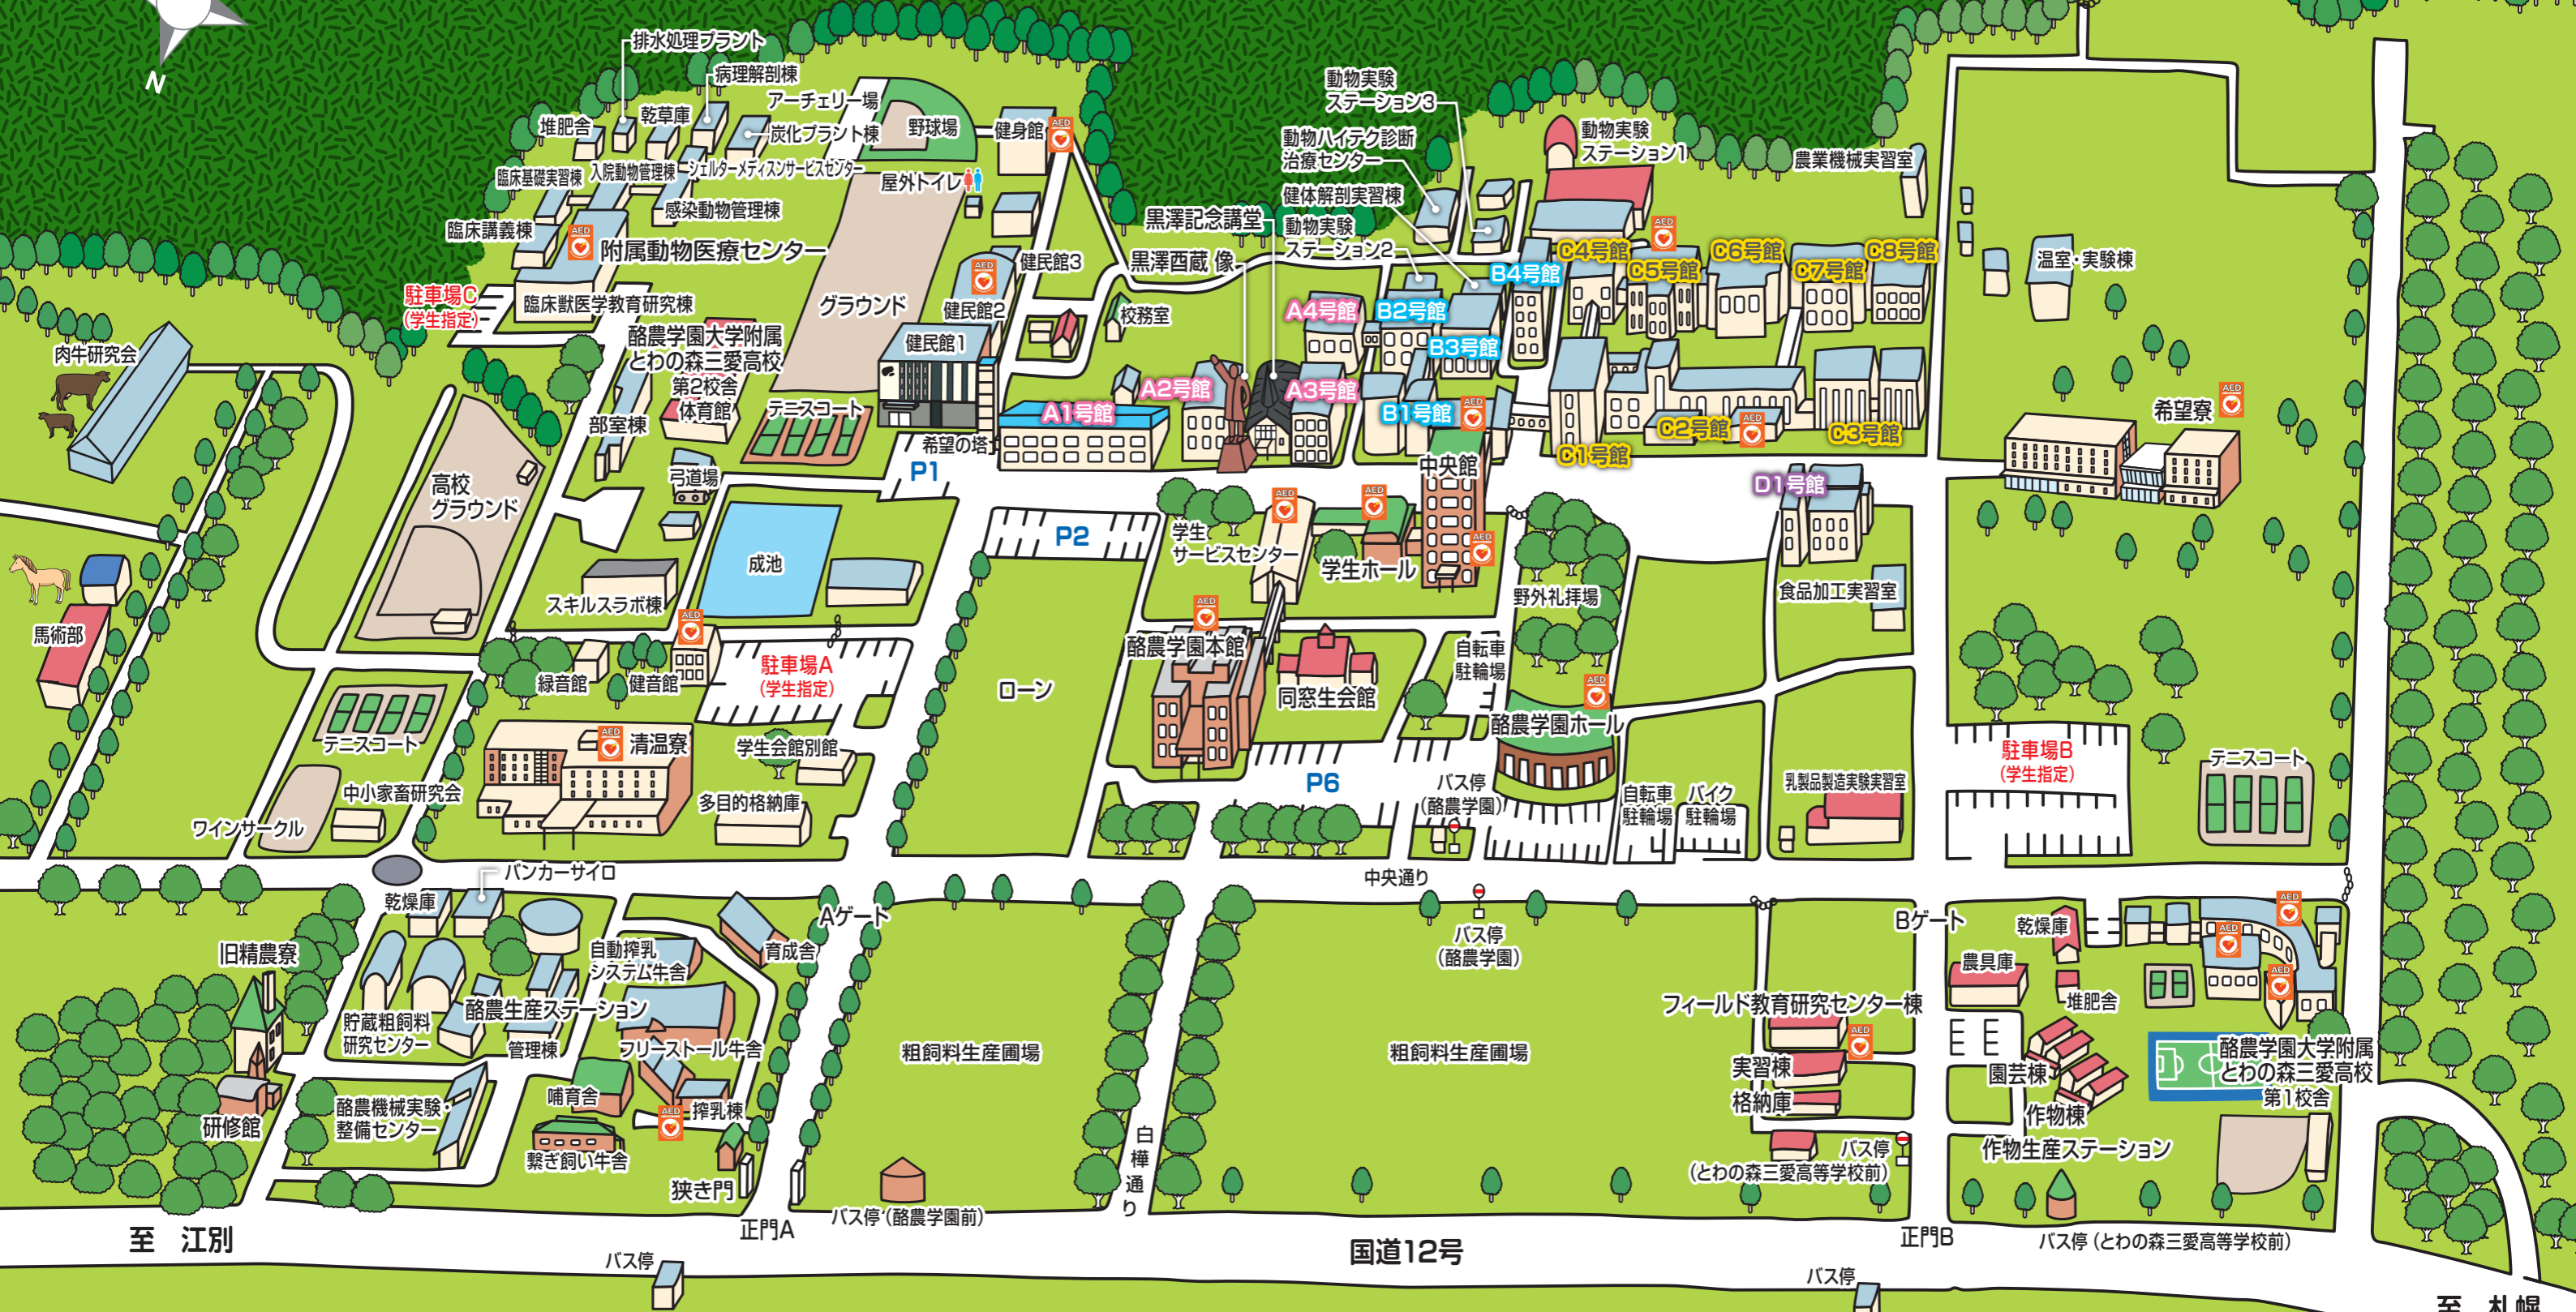 N
排水処理プラント
病理解剖棟
アーチェリー場
堆肥舎
乾草庫
炭化プラント棟
野球場
健身館
AED
臨床基礎実習棟
入院動物管理棟
シェルターメディスンサービスセンター
屋外トイレ
感染動物管理棟
臨床講義棟
AED
附属動物医療センター
駐車場C
(学生指定)
臨床獣医学教育研究棟
グラウンド
AED
健民館3
健民館2
健民館1
校務室
動物実験
ステーション3
動物ハイテク診断
治療センター
健体解剖実習棟
動物実験
ステーション2
黒澤記念講堂
黒澤酉蔵 像
動物実験
ステーション1
農業機械実習室
AED
A4号館
B2号館
B4号館
B3号館
C4号館
C5号館
C6号館
C7号館
C8号館
温室・実験棟
肉牛研究会
酪農学園大学附属
とわの森三愛高校
第2校舎
体育館
部室棟
テニスコート
希望の塔
A1号館
A2号館
A3号館
B1号館
AED
C1号館
C2号館
AED
C3号館
希望寮
AED
高校
グラウンド
弓道場
P1
P2
成池
スキルスラボ棟
AED
学生
サービスセンター
AED
AED
学生ホール
中央館
AED
D1号館
野外礼拝場
食品加工実習室
馬術部
緑音館
健音館
駐車場A
(学生指定)
ローン
AED
酪農学園本館
同窓生会館
自転車
駐輪場
AED
酪農学園ホール
テニスコート
AED
清温寮
学生会館別館
P6
バス停
(酪農学園)
自転車
駐輪場
バイク
駐輪場
乳製品製造実験実習室
駐車場B
(学生指定)
テニスコート
中小家畜研究会
ワインサークル
多目的格納庫
中央通り
バンカーサイロ
乾燥庫
Aゲート
バス停
(酪農学園)
Bゲート
乾燥庫
AED
AED
AED
旧精農寮
自動搾乳
システム牛舎
育成舎
農具庫
堆肥舎
酪農生産ステーション
貯蔵粗飼料
研究センター
管理棟
フリーストール牛舎
粗飼料生産圃場
粗飼料生産圃場
フィールド教育研究センター棟
AED
実習棟
格納庫
園芸棟
作物棟
酪農学園大学附属
とわの森三愛高校
第1校舎
哺育舎
AED
搾乳棟
酪農機械実験・
整備センター
研修館
繋ぎ飼い牛舎
狭き門
白樺通り
バス停
(とわの森三愛高等学校前)
作物生産ステーション
至 江別
正門A
バス停(酪農学園前)
バス停
国道12号
正門B
バス停(とわの森三愛高等学校前)
バス停
至 札幌